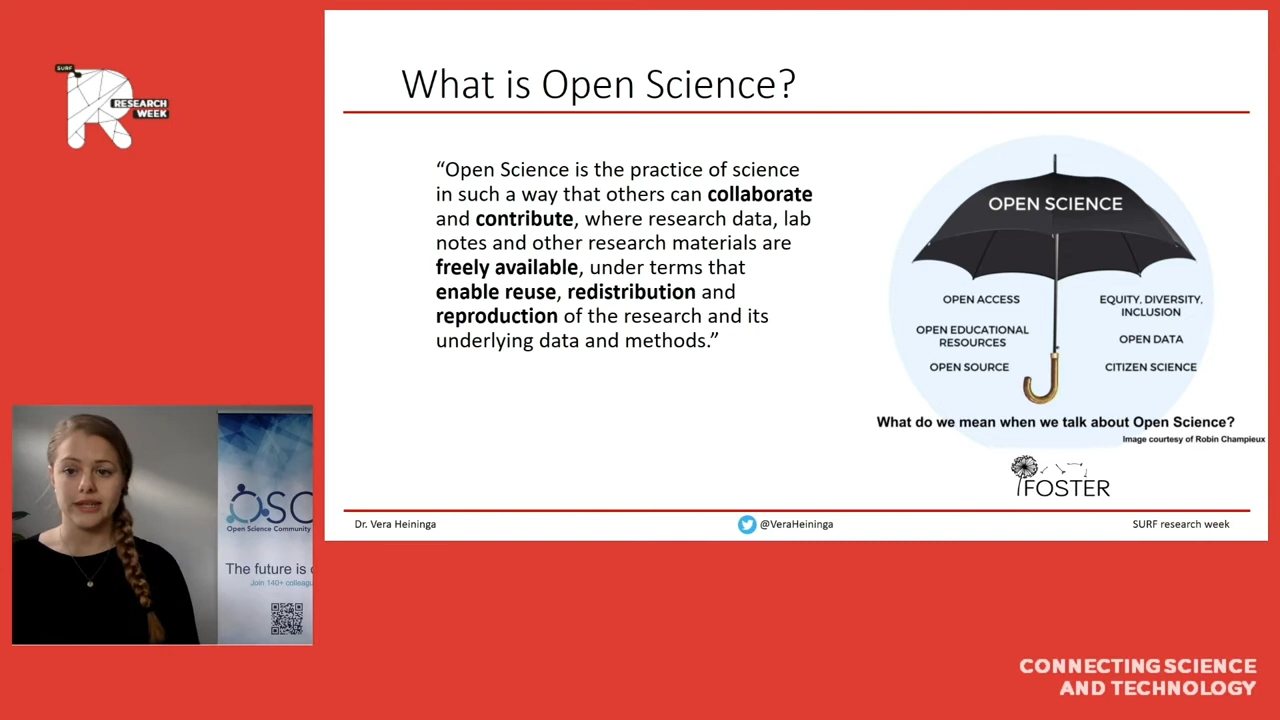 SURF
RESEARCH
WEEK
What is Open Science?
“Open Science is the practice of science
in such a way that others can collaborate
and contribute, where research data, lab
notes and other research materials are
freely available, under terms that
enable reuse, redistribution and
reproduction of the research and its
underlying data and methods.”
OPEN SCIENCE
OPEN ACCESS
OPEN EDUCATIONAL
RESOURCES
OPEN SOURCE
EQUITY, DIVERSITY,
INCLUSION
OPEN DATA
CITIZEN SCIENCE
What do we mean when we talk about Open Science?
Image courtesy of Robin Champieux
FOSTER
Dr. Vera Heininga
@VeraHeininga
SURF research week
OSC
Open Science Community
The future is
Join 140+
CONNECTING SCIENCE
AND TECHNOLOGY